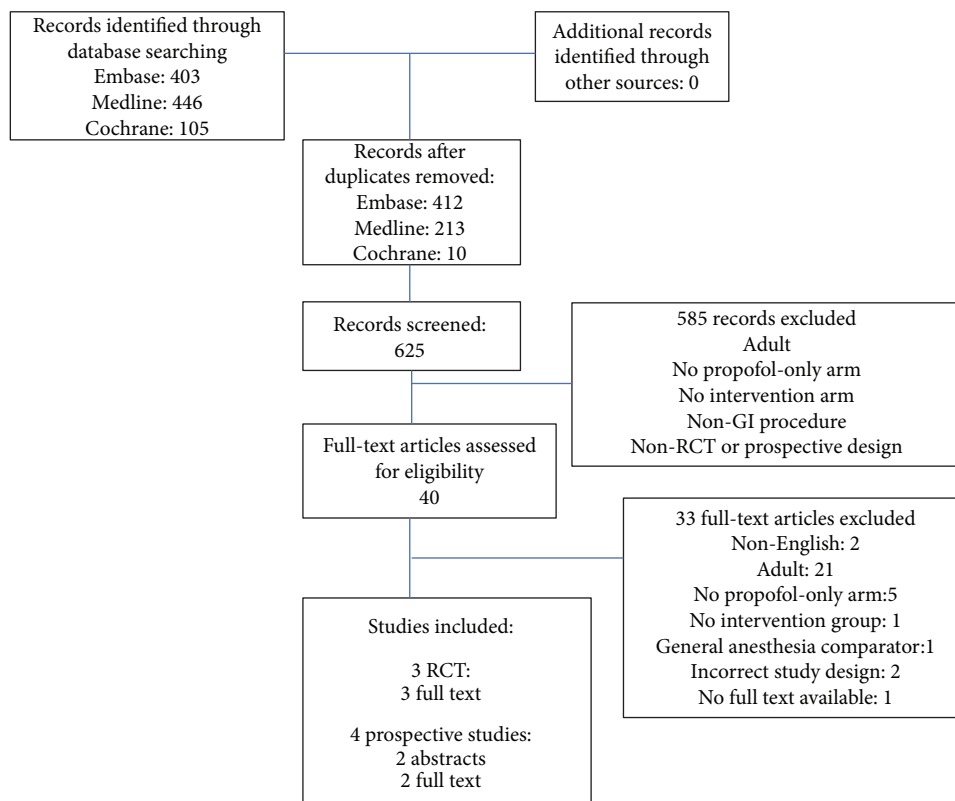 Records identified through
database searching
Embase: 403
Medline: 446
Cochrane: 105
Additional records
identified through
other sources: 0
Records after
duplicates removed:
Embase: 412
Medline: 213
Cochrane: 10
Records screened:
625
585 records excluded
Adult
No propofol-only arm
No intervention arm
Non-GI procedure
Non-RCT or prospective design
Full-text articles assessed
for eligibility
40
33 full-text articles excluded
Non-English: 2
Adult: 21
No propofol-only arm:5
No intervention group: 1
General anesthesia comparator:1
Incorrect study design: 2
No full text available: 1
Studies included:
3 RCT:
3 full text
4 prospective studies:
2 abstracts
2 full text